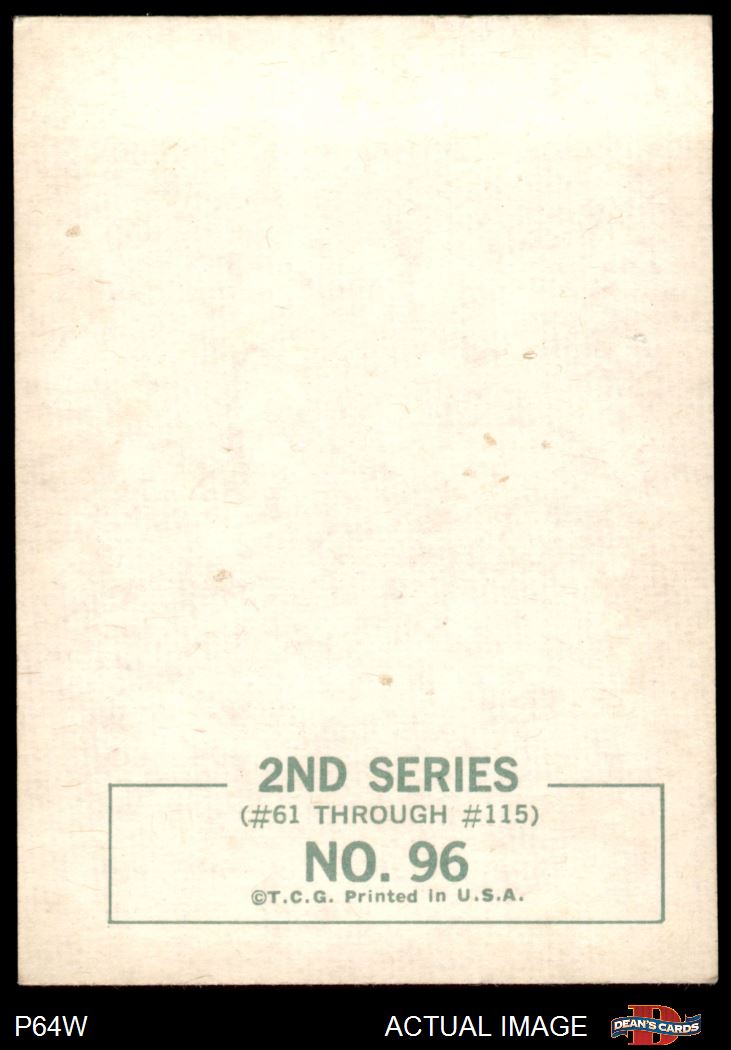 2ND SERIES
(#61 THROUGH #115)
NO. 96
©T.C.G. Printed in U.S.A.
P64W
ACTUAL IMAGE
DEAN'S CARDS